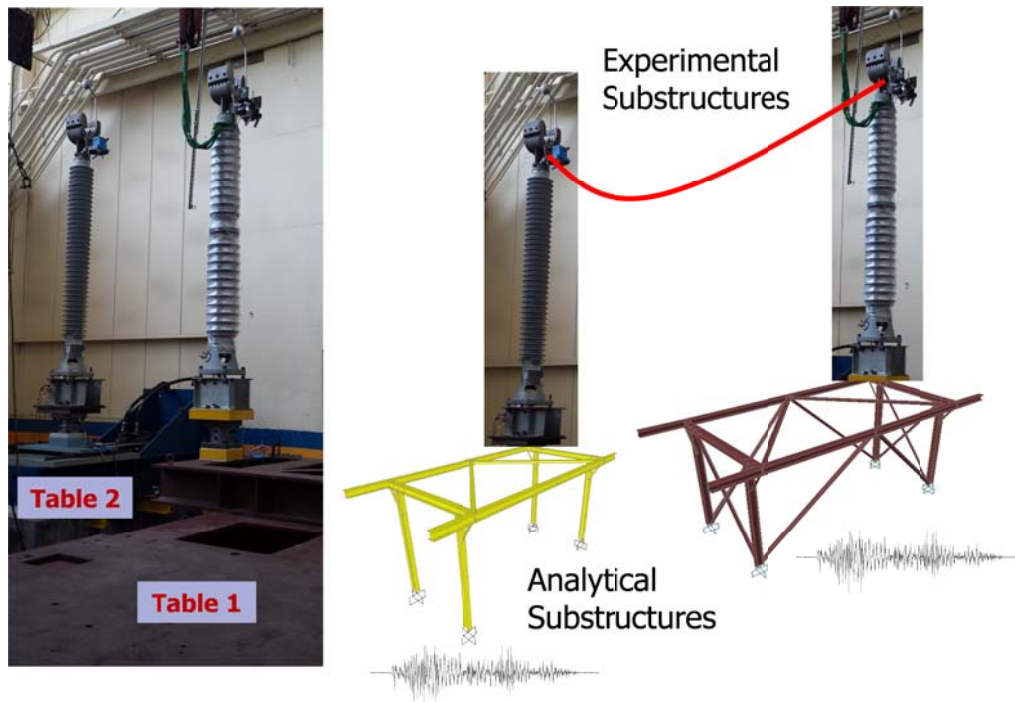 Experimental
Substructures
Table 2
Table 1
Analytical
Substructures